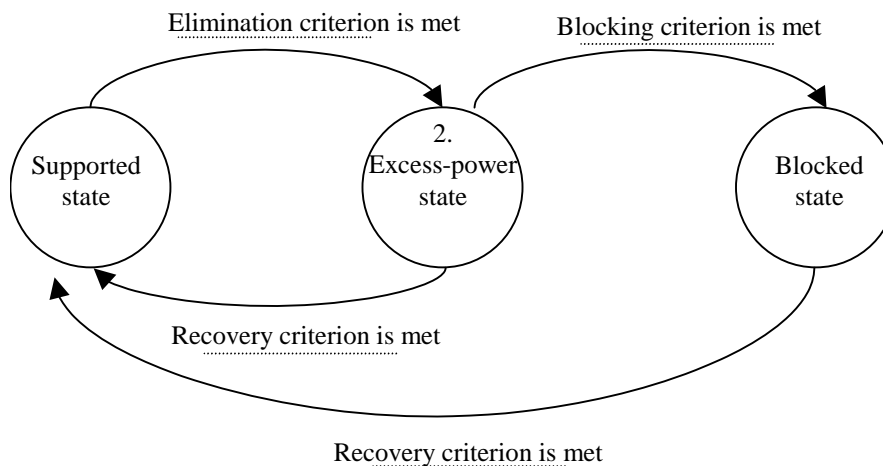 Elimination criterion is met
Blocking criterion is met
Supported
state
2.
Excess-power
state
Blocked
state
Recovery criterion is met
Recovery criterion is met